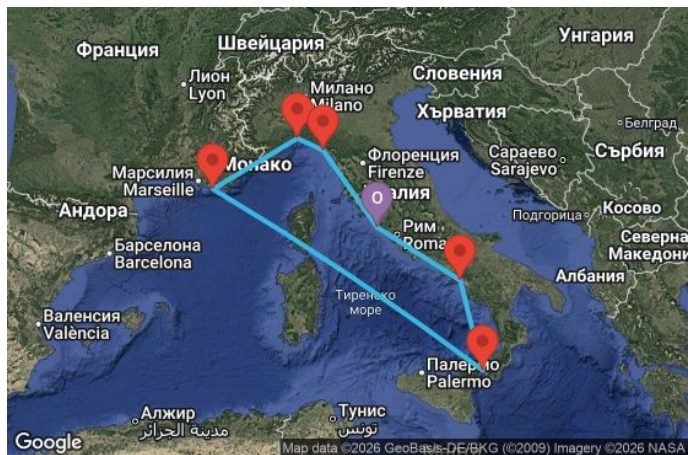 Франция
Швейцария
Унгария
Лион
Lyon
Милано
Milano
Словения
Хърватия
Белград
Марсилия
Marseille
Монако
Флоренция
Firenze
Сараево
Sarajevo
Сърбия
Андора
O
алия
Рим
Roma
Подгорица
Косово
Северна
Македони
Барселона
Barcelona
Албания
Валенсия
València
Тиренско
море
Палермо
Palermo
Алжир
مدينة الجزائر
Тунис
تونس
Google
Map data ©2026 GeoBasis-DE/BKG (©2009) Imagery ©2026 NASA